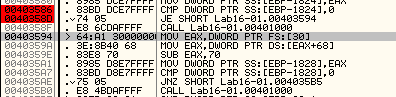 8985 DCE7FFFF MOV DWORD PTR SS:[EBP-1824],
83BD DCE7FFFF CMP DWORD PTR SS:[EBP-1824],0
0040358D . 74 05 JE SHORT Lab16-01.00403594
0040358F . E8 6CDAFFFF CALL Lab16-01.00401000
00403594 > 64:A1 30000000 MOV EAX,DWORD PTR FS:[30]
0040359A . 3E:8B40 68 MOV EAX,DWORD PTR DS:[EAX+68]
0040359E . 83E8 70 SUB EAX,70
004035A1 . 8985 D8E7FFFF MOV DWORD PTR SS:[EBP-1828],EAX
004035A7 . 83BD D8E7FFFF CMP DWORD PTR SS:[EBP-1828],0
004035AE . 75 05 JNZ SHORT Lab16-01.004035B5
004035B0 . E8 4BDAFFFF CALL Lab16-01.00401000